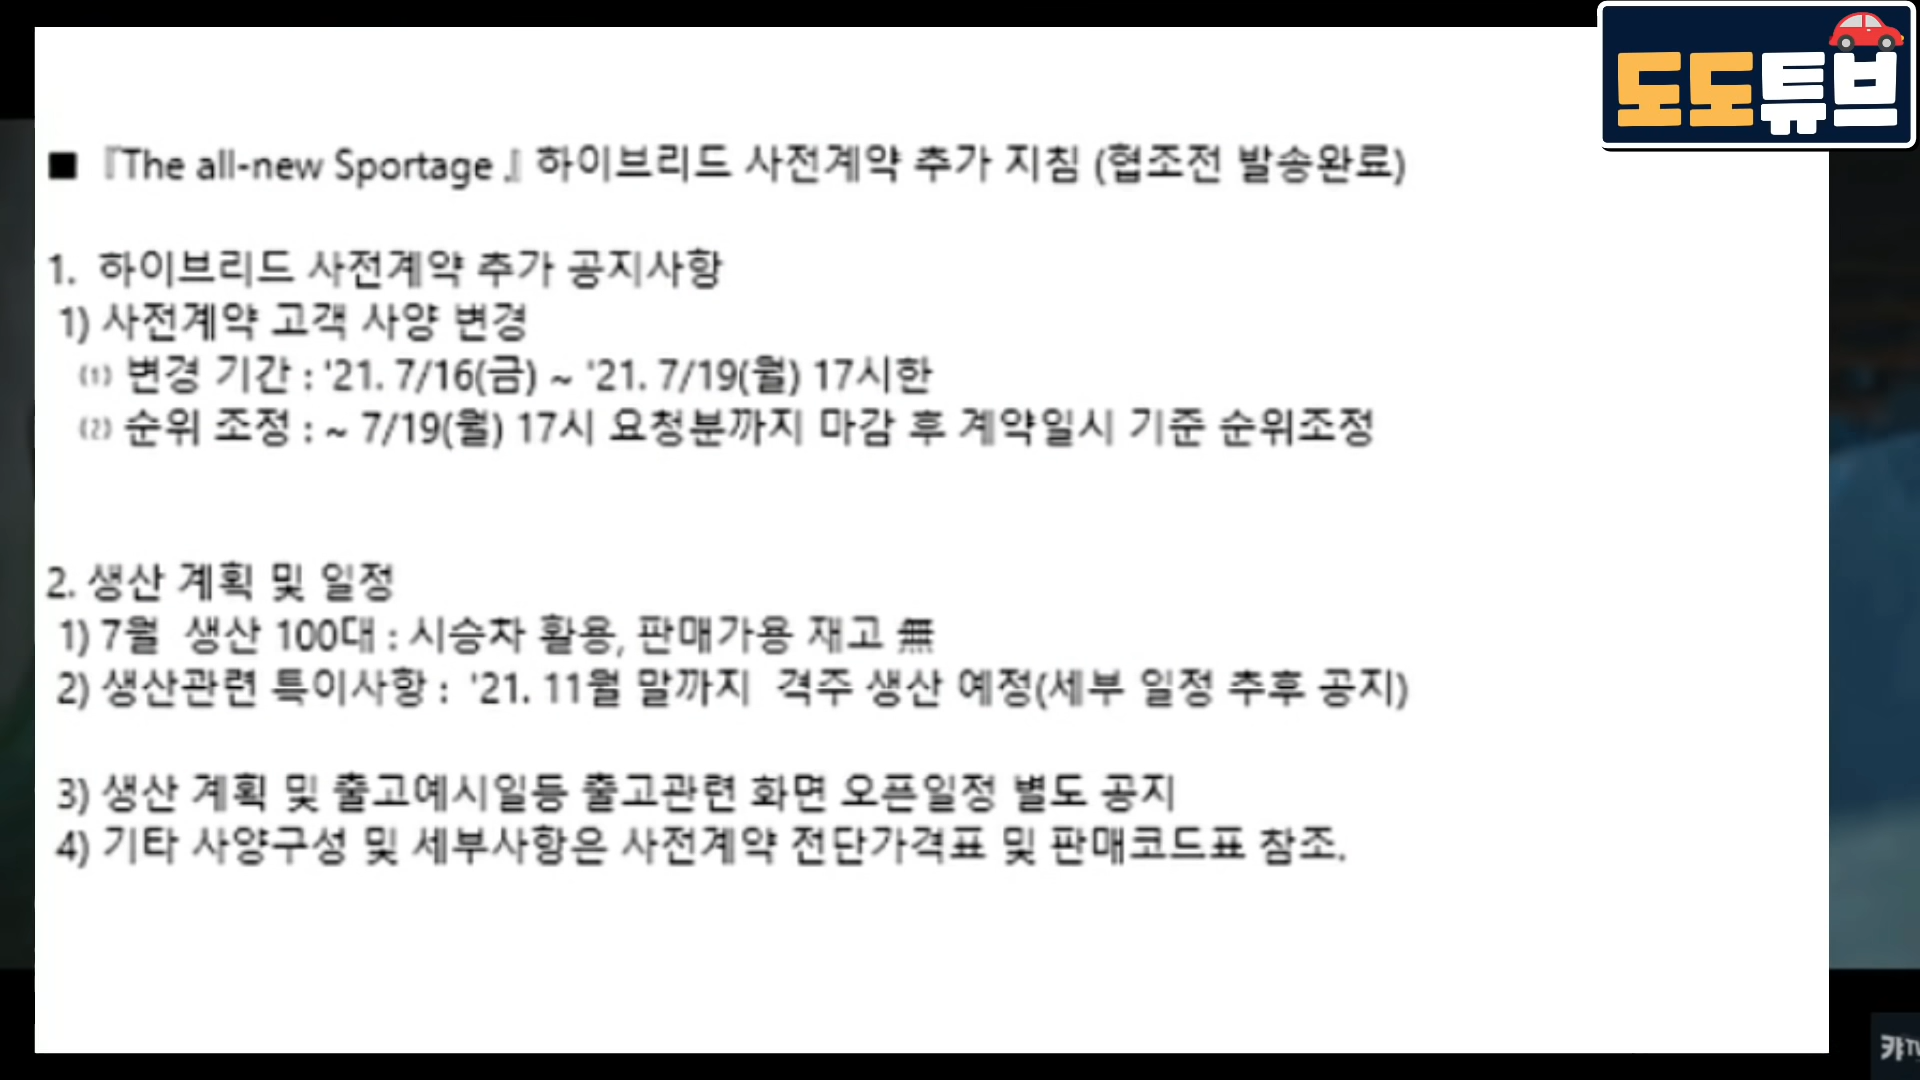 또도튜브
■ 『The all-new Sportage 』 하이브리드 사전계약 추가 지침 (협조전 발송완료)
1. 하이브리드 사전계약 추가 공지사항
1) 사전계약 고객 사양 변경
⑴ 변경 기간 : '21. 7/16(금) ~ '21. 7/19(월) 17시한
⑵ 순위 조정 : ~ 7/19(월) 17시 요청분까지 마감 후 계약일시 기준 순위조정
2. 생산 계획 및 일정
1) 7월 생산 100대 : 시승차 활용, 판매가용 재고 無
2) 생산관련 특이사항 : '21. 11월 말까지 격주 생산 예정(세부 일정 추후 공지)
3) 생산 계획 및 출고예시일등 출고관련 화면 오픈일정 별도 공지
4) 기타 사양구성 및 세부사항은 사전계약 전단가격표 및 판매코드표 참조.